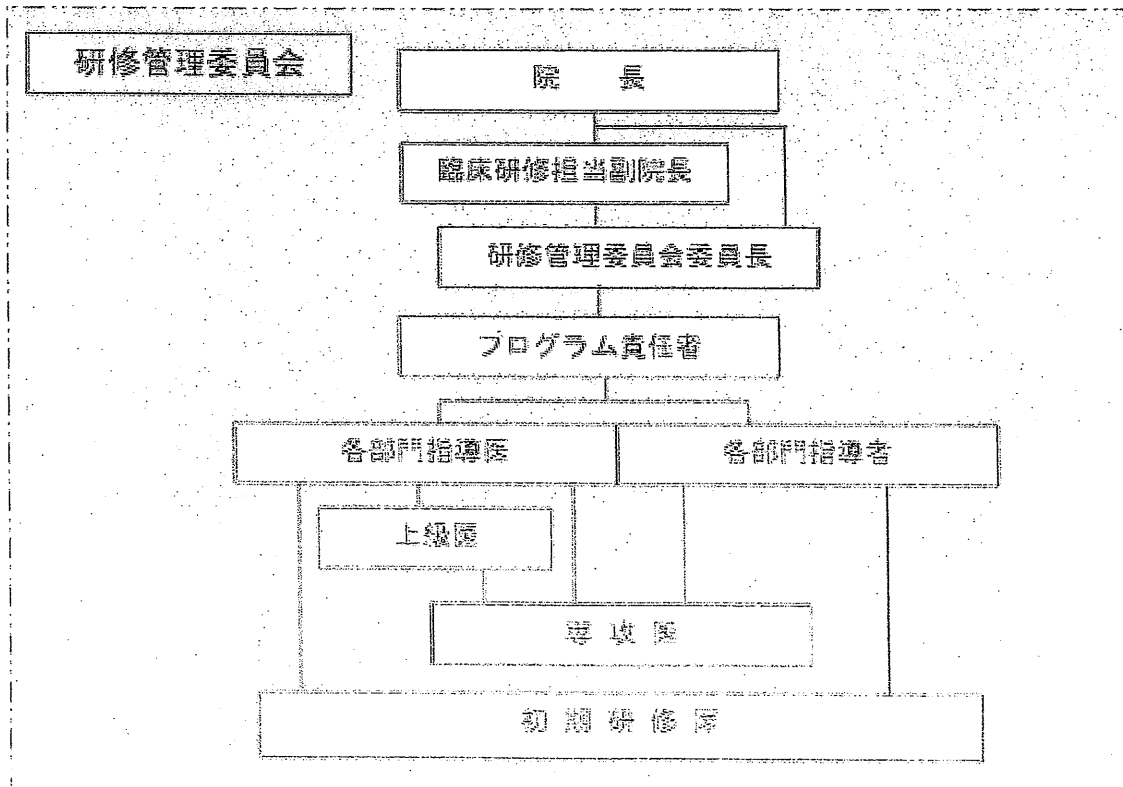 研修管理委員会
院　　長
臨床研修担当副院長
研修管理委員会委員長
プログラム責任者
各部門指導医
各部門指導者
上級医
専 攻 医
初 期 研 修 医